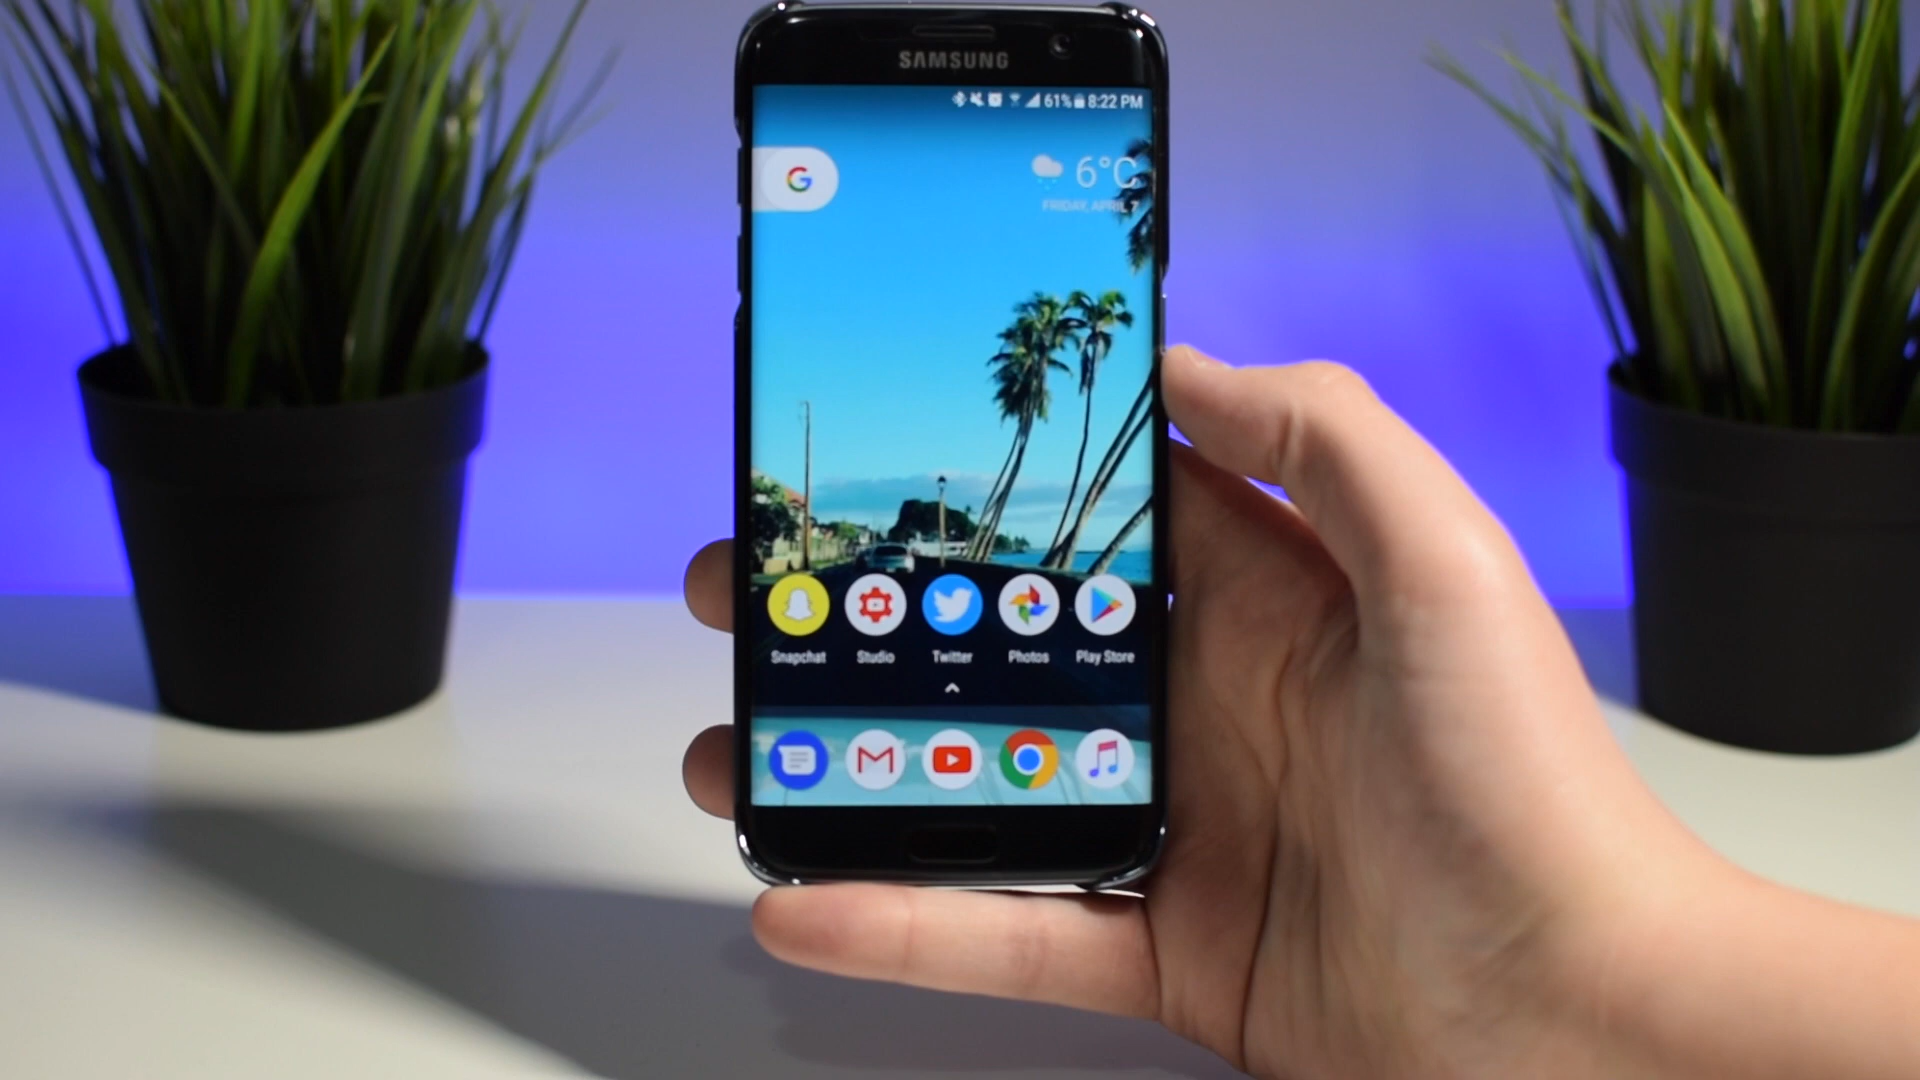 SAMSUNG
61% 8:22 PM
G
6°C
FRIDAY, APRIL 7
Snapchat Studio Twitter Photos Play Store